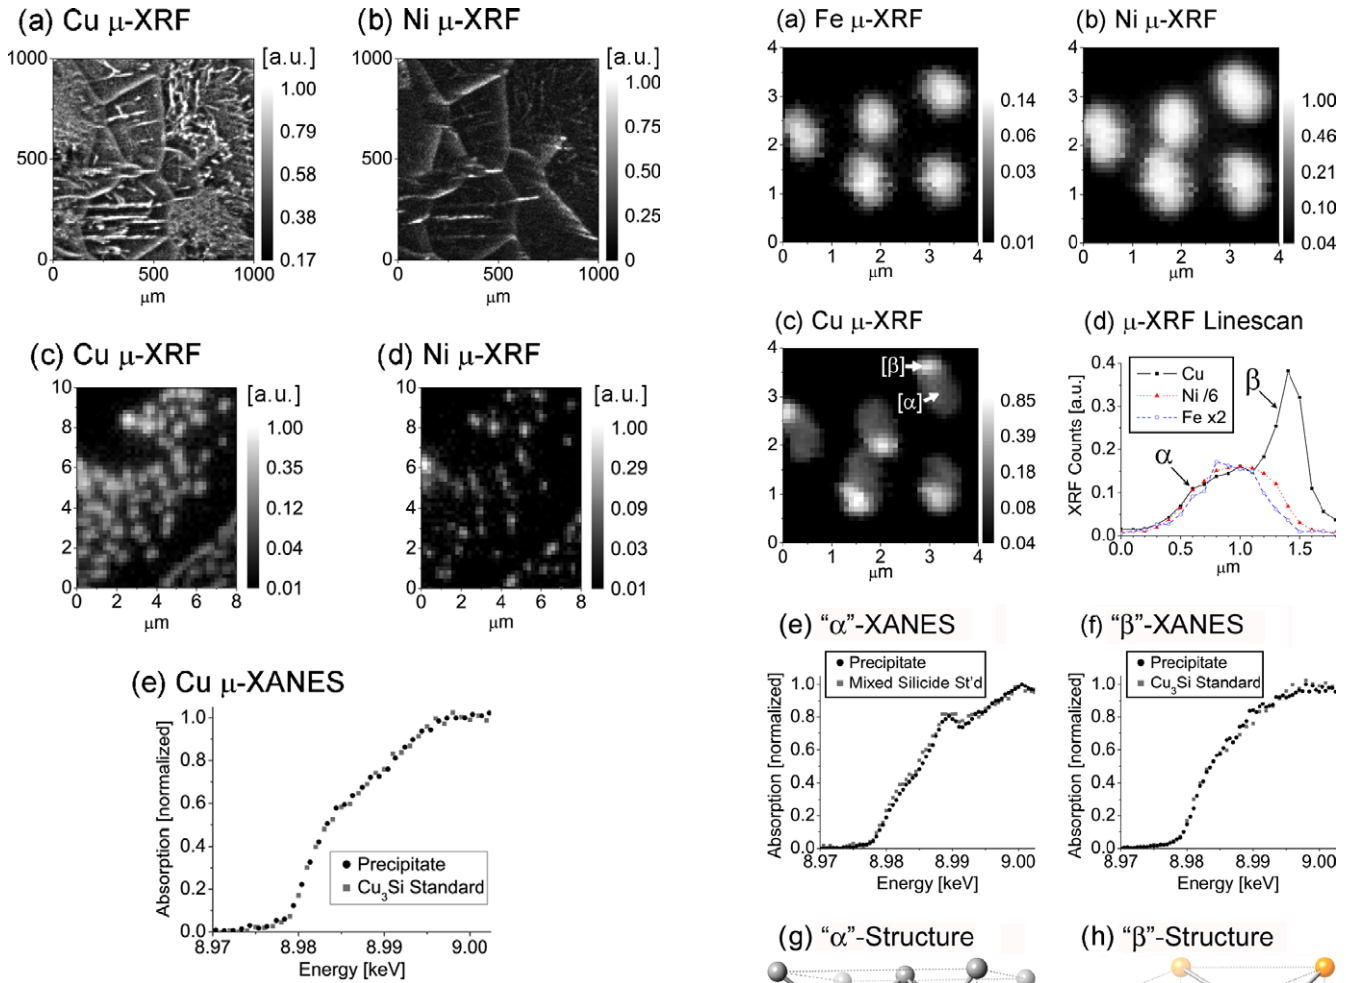 (a) Cu μ-XRF
(b) Ni μ-XRF
1000
500
0
0
500
1000
μm
[a.u.]
1.00
0.79
0.58
0.38
0.17
1000
500
0
0
500
1000
μm
[a.u.]
1.00
0.75
0.50
0.25
0
(c) Cu μ-XRF
(d) Ni μ-XRF
10
8
6
4
2
0
0 2 4 6 8
μm
[a.u.]
1.00
0.35
0.12
0.04
0.01
10
8
6
4
2
0
0 2 4 6 8
μm
[a.u.]
1.00
0.29
0.09
0.03
0.01
(e) Cu μ-XANES
Absorption [normalized]
1.0
0.8
0.6
0.4
0.2
0.0
Precipitate
Cu3Si Standard
8.97 8.98 8.99 9.00
Energy [keV]
(a) Fe μ-XRF
(b) Ni μ-XRF
4
3
2
1
0
0 1 2 3 4
μm
0.14
0.06
0.03
0.01
4
3
2
1
0
0 1 2 3 4
μm
1.00
0.46
0.21
0.10
0.04
(c) Cu μ-XRF
(d) μ-XRF Linescan
4
3
2
1
0
[β]
[α]
0 1 2 3 4
μm
0.85
0.39
0.18
0.08
0.04
XRF Counts [a.u.]
0.4
0.3
0.2
0.1
0.0
Cu
Ni /6
Fe x2
β
α
0.0 0.5 1.0 1.5
μm
(e) “α”-XANES
(f) “β”-XANES
Absorption [normalized]
1.0
0.8
0.6
0.4
0.2
0.0
Precipitate
Mixed Silicide St'd
8.97 8.98 8.99 9.00
Energy [keV]
Absorption [normalized]
1.0
0.8
0.6
0.4
0.2
0.0
Precipitate
Cu3Si Standard
8.97 8.98 8.99 9.00
Energy [keV]
(g) “α”-Structure
(h) “β”-Structure